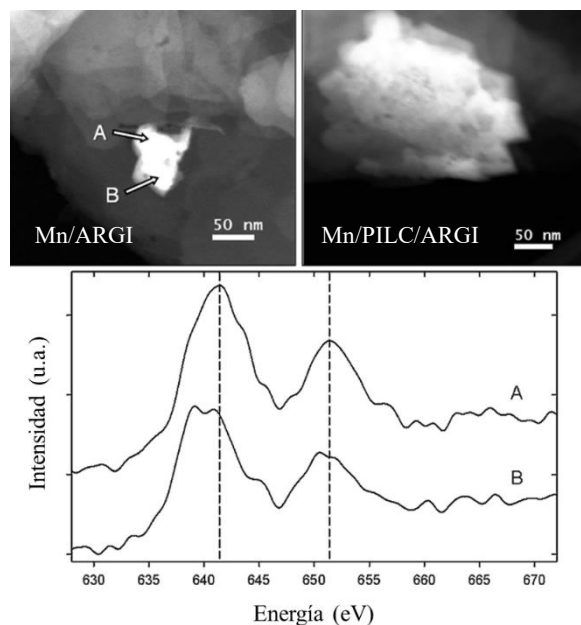 A
B
Mn/ARGI
50 nm
Mn/PILC/ARGI
50 nm
Intensidad (u.a.)
A
B
630 635 640 645 650 655 660 665 670
Energía (eV)